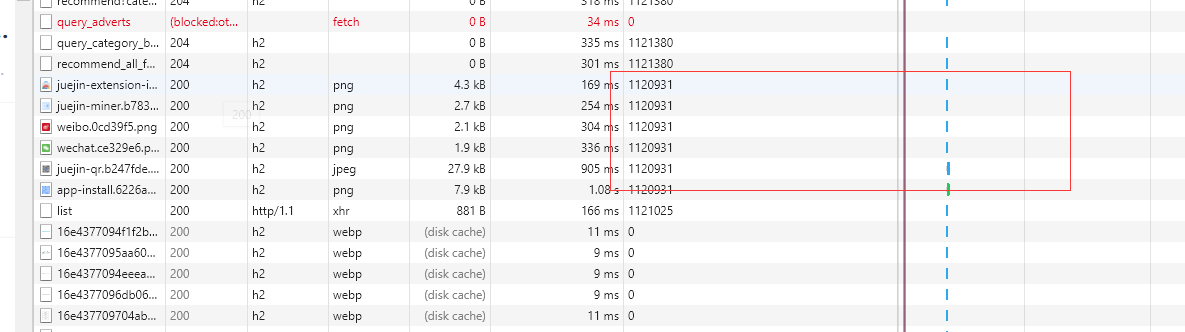 recommend?cate... 204 h2 0 B 318 ms 1121380
query_adverts (blocked:ot... fetch 0 B 34 ms 0
query_category_b... 204 h2 0 B 335 ms 1121380
recommend_all_f... 204 h2 0 B 301 ms 1121380
juejin-extension-i... 200 h2 png 4.3 kB 169 ms 1120931
juejin-miner.b783... 200 h2 png 2.7 kB 254 ms 1120931
200
weibo.0cd39f5.png 200 h2 png 2.1 kB 304 ms 1120931
wechat.ce329e6.p... 200 h2 png 1.9 kB 336 ms 1120931
juejin-qr.b247fde.... 200 h2 jpeg 27.9 kB 905 ms 1120931
app-install.6226a... 200 h2 png 7.9 kB 1.08 s 1120931
list 200 http/1.1 xhr 881 B 166 ms 1121025
16e4377094f1f2b... 200 h2 webp (disk cache) 11 ms 0
16e4377095aa60... 200 h2 webp (disk cache) 9 ms 0
16e4377094eeea... 200 h2 webp (disk cache) 9 ms 0
16e4377096db06... 200 h2 webp (disk cache) 9 ms 0
16e437709704ab... 200 h2 webp (disk cache) 11 ms 0